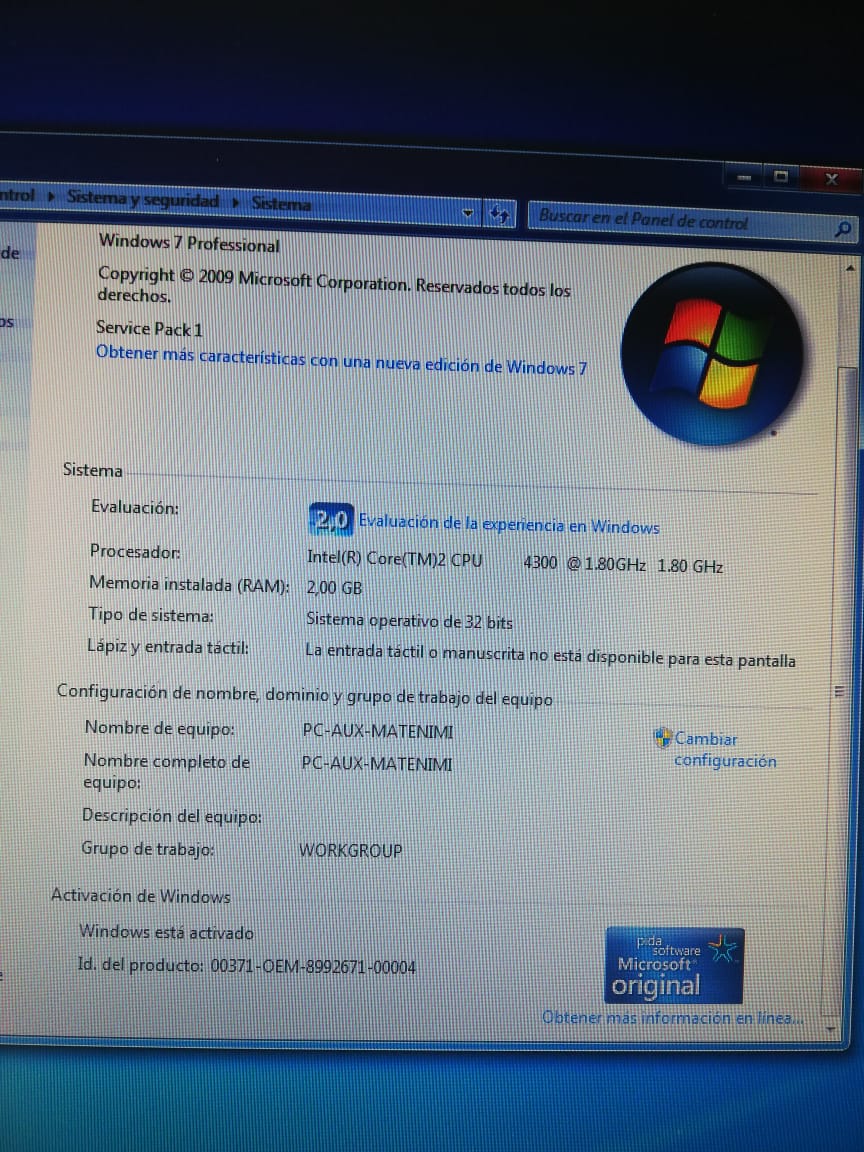 ntrol ▸ Sistema y seguridad ▸ Sistema
Buscar en el Panel de control
de
os
Windows 7 Professional
Copyright © 2009 Microsoft Corporation. Reservados todos los
derechos.
Service Pack 1
Obtener más características con una nueva edición de Windows 7
Sistema
Evaluación:
2,0 Evaluación de la experiencia en Windows
Procesador:
Intel(R) Core(TM)2 CPU 4300 @ 1.80GHz 1.80 GHz
Memoria instalada (RAM):
2,00 GB
Tipo de sistema:
Sistema operativo de 32 bits
Lápiz y entrada táctil:
La entrada táctil o manuscrita no está disponible para esta pantalla
Configuración de nombre, dominio y grupo de trabajo del equipo
Nombre de equipo:
PC-AUX-MATENIMI
Cambiar
configuración
Nombre completo de
equipo:
PC-AUX-MATENIMI
Descripción del equipo:
Grupo de trabajo:
WORKGROUP
Activación de Windows
Windows está activado
Id. del producto: 00371-OEM-8992671-00004
pida
software
Microsoft
original
Obtener más información en línea...